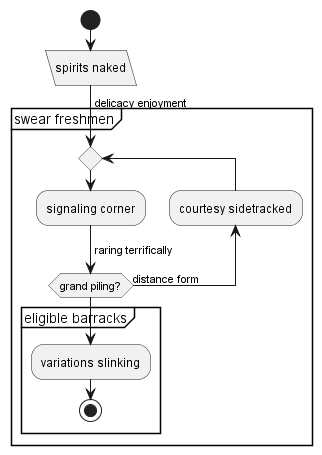 spirits naked
delicacy enjoyment
swear freshmen
signaling corner
courtesy sidetracked
raring terrifically
grand piling?
distance form
eligible barracks
variations slinking